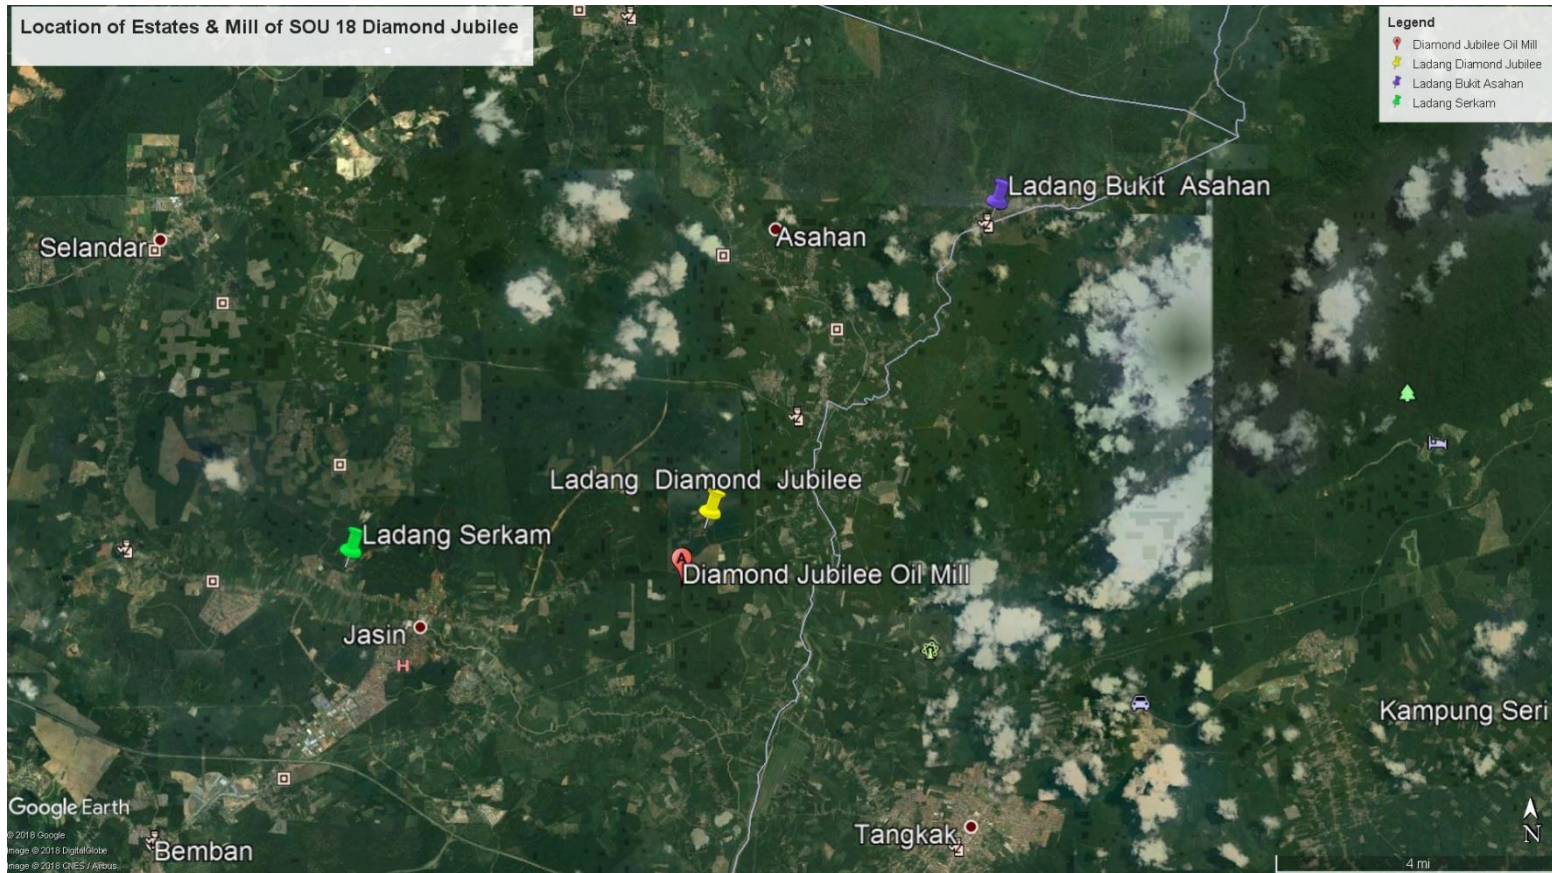 Location of Estates & Mill of SOU 18 Diamond Jubilee
Legend
Diamond Jubilee Oil Mill
Ladang Diamond Jubilee
Ladang Bukit Asahan
Ladang Serkam
Ladang Bukit Asahan
Selandar
Asahan
Ladang Diamond Jubilee
Ladang Serkam
A
Diamond Jubilee Oil Mill
Jasin
H
Kampung Seri
Google Earth
© 2018 Google
Image © 2018 DigitalGlobe
Image © 2018 CNES / Airbus
Bemban
Tangkak
N
4 mi